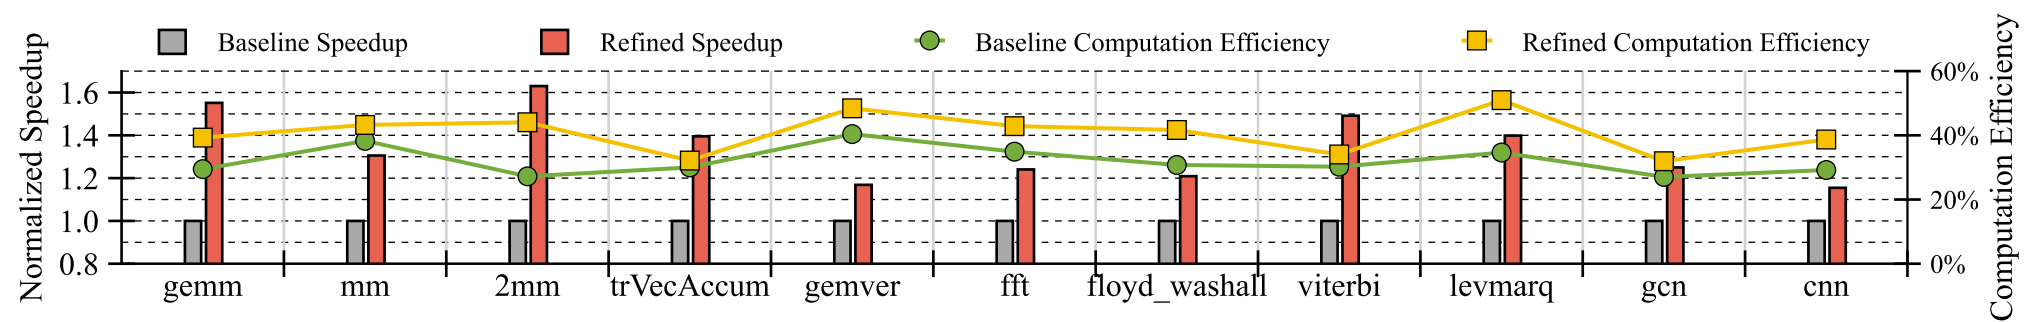 Baseline Speedup
Refined Speedup
Baseline Computation Efficiency
Refined Computation Efficiency
Normalized Speedup
1.6
1.4
1.2
1.0
0.8
60%
40%
20%
0%
Computation Efficiency
gemm
mm
2mm
trVecAccum
gemver
fft
floyd_washall
viterbi
levmarq
gcn
cnn